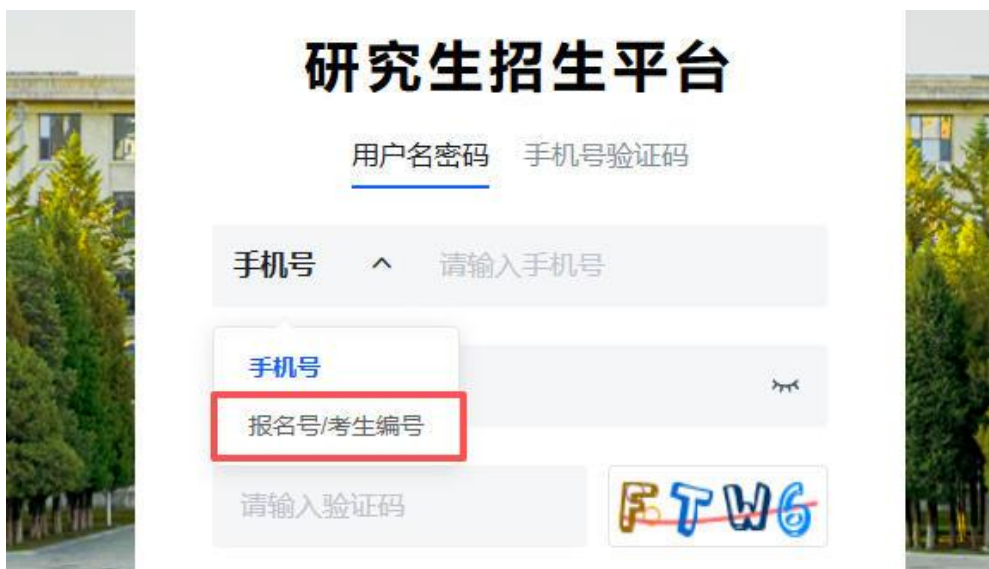 研究生招生平台
用户名密码 手机号验证码
手机号 请输入手机号
手机号
报名号/考生编号
请输入验证码 FTW6